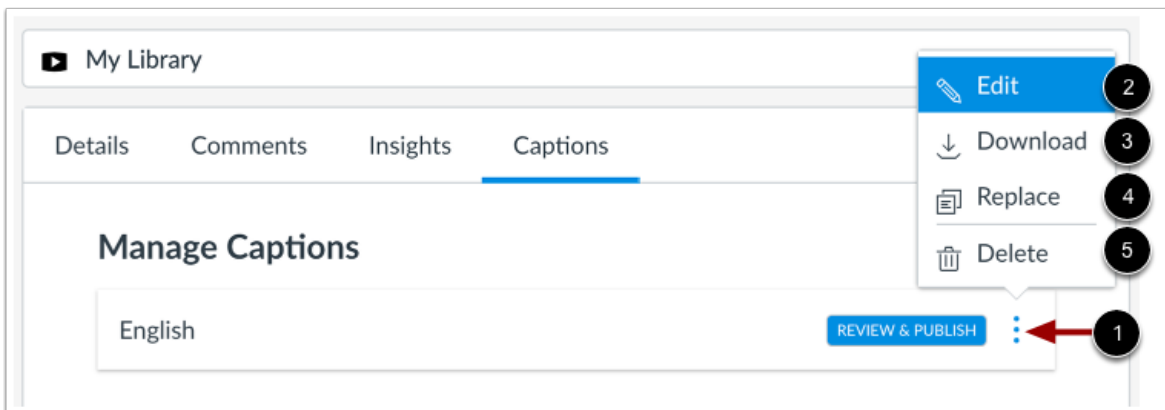 My Library
Edit 2
Details Comments Insights Captions
Download 3
Replace 4
Manage Captions
Delete 5
English
REVIEW & PUBLISH
1